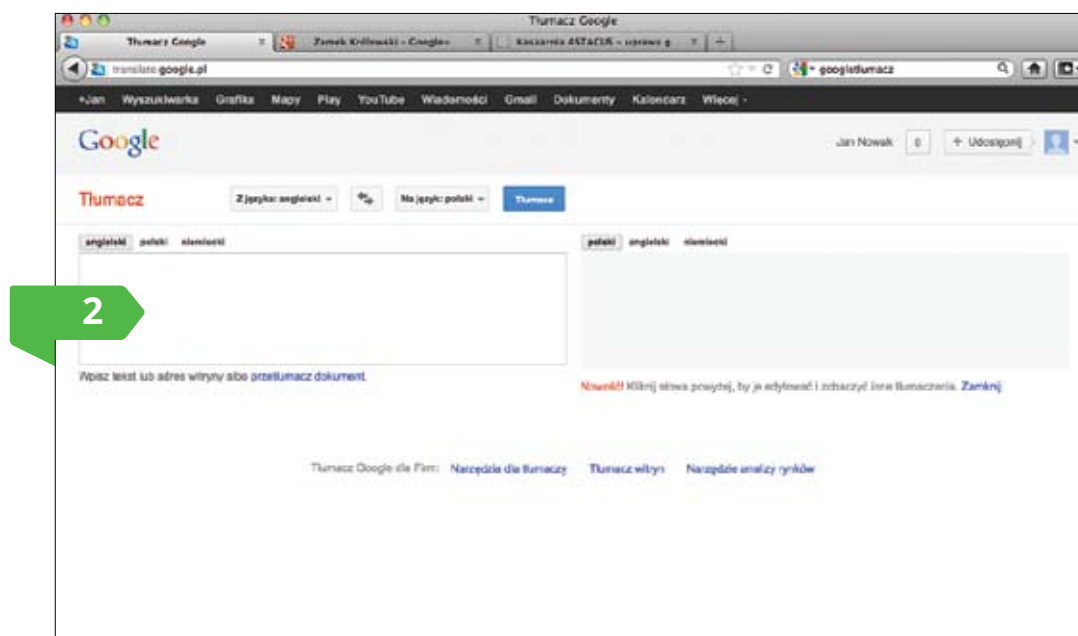 Tłumacz Google
Tłumacz Google Zamek Królewski - Google+ Kaczarnia ASTACUS - uprawa g
translate.google.pl googletłumacz
+Jan Wyszukiwarka Grafika Mapy Play YouTube Wiadomości Gmail Dokumenty Kalendarz Więcej
Google Jan Nowak 0 + Udostępnij
Tłumacz Z języka: angielski Na język: polski Tłumacz
angielski polski niemiecki polski angielski niemiecki
2
Wpisz tekst lub adres witryny albo przetłumacz dokument.
Nowość! Kliknij słowa powyżej, by je edytować i zobaczyć inne tłumaczenia. Zamknij
Tłumacz Google dla Firm: Narzędzia dla tłumaczy Tłumacz witryn Narzędzie analizy rynków